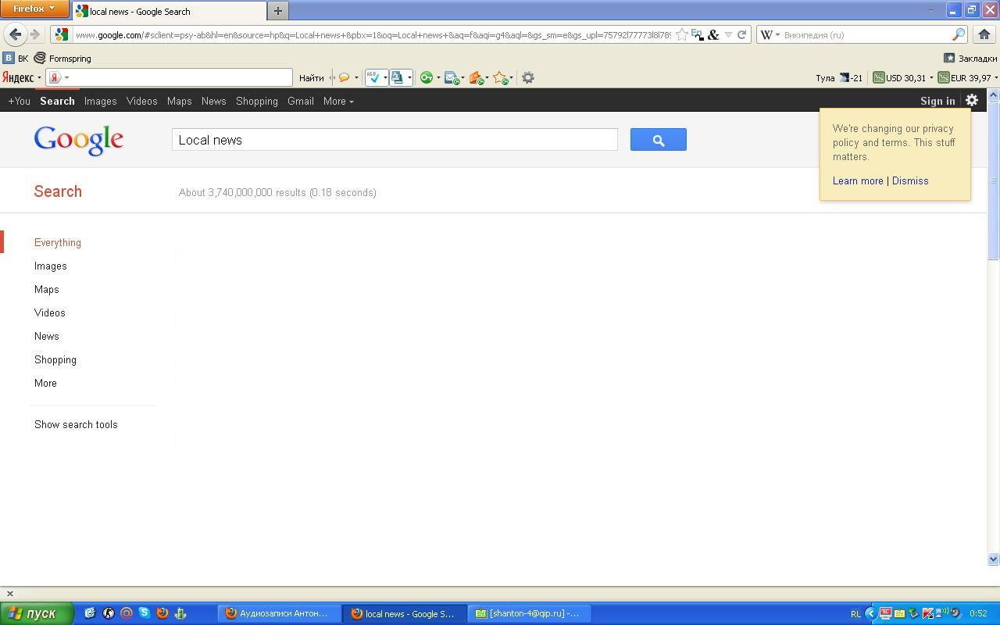 Firefox
local news - Google Search
www.google.com/#sclient=psy-ab&hl=en&source=hp&q=Local+news+&pbx=1&oq=Local+news+&aq=f&aqi=g4&aql=&gs_sm=e&gs_upl=75792l77773l8l789
W Википедия (ru)
ВК Formspring
Закладки
Яндекс Я Найти
Тула -21 USD 30,31 EUR 39,97
+You Search Images Videos Maps News Shopping Gmail More
Sign in
Google
Local news
We're changing our privacy
policy and terms. This stuff
matters.
Learn more | Dismiss
Search
About 3,740,000,000 results (0.18 seconds)
Everything
Images
Maps
Videos
News
Shopping
More
Show search tools
пуск
Аудиозаписи Антон...
local news - Google S...
[shanton-4@qip.ru] -...
RL
0:52